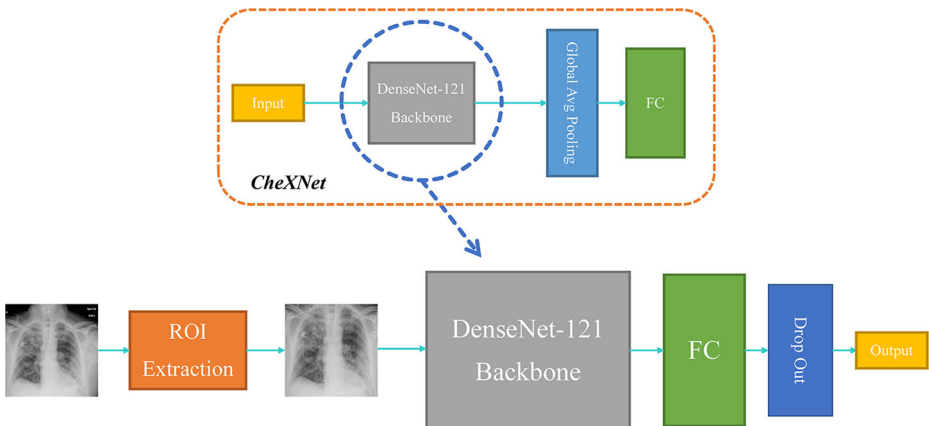 Input
DenseNet-121
Backbone
Global Avg Pooling
FC
CheXNet
ROI
Extraction
DenseNet-121
Backbone
FC
Drop Out
Output